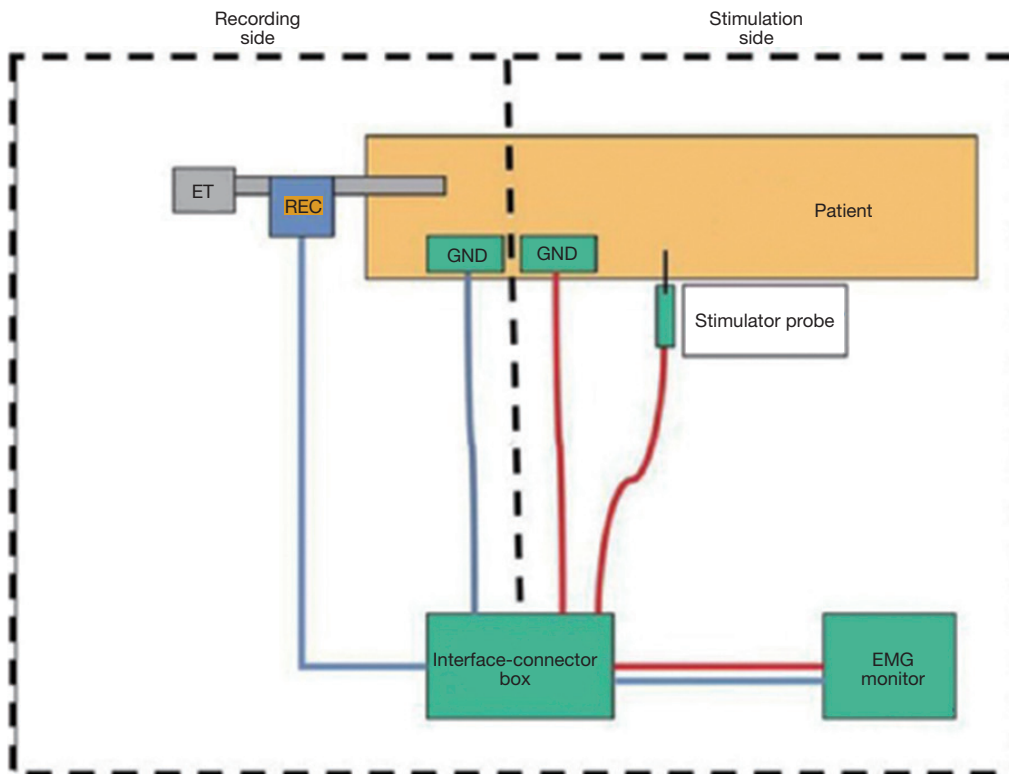 Recording
side
Stimulation
side
ET
REC
Patient
GND
GND
Stimulator probe
Interface-connector
box
EMG
monitor